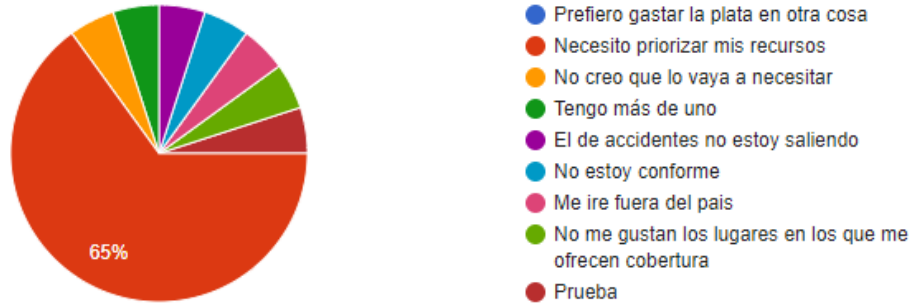 65%
Prefiero gastar la plata en otra cosa
Necesito priorizar mis recursos
No creo que lo vaya a necesitar
Tengo más de uno
El de accidentes no estoy saliendo
No estoy conforme
Me ire fuera del pais
No me gustan los lugares en los que me
ofrecen cobertura
Prueba